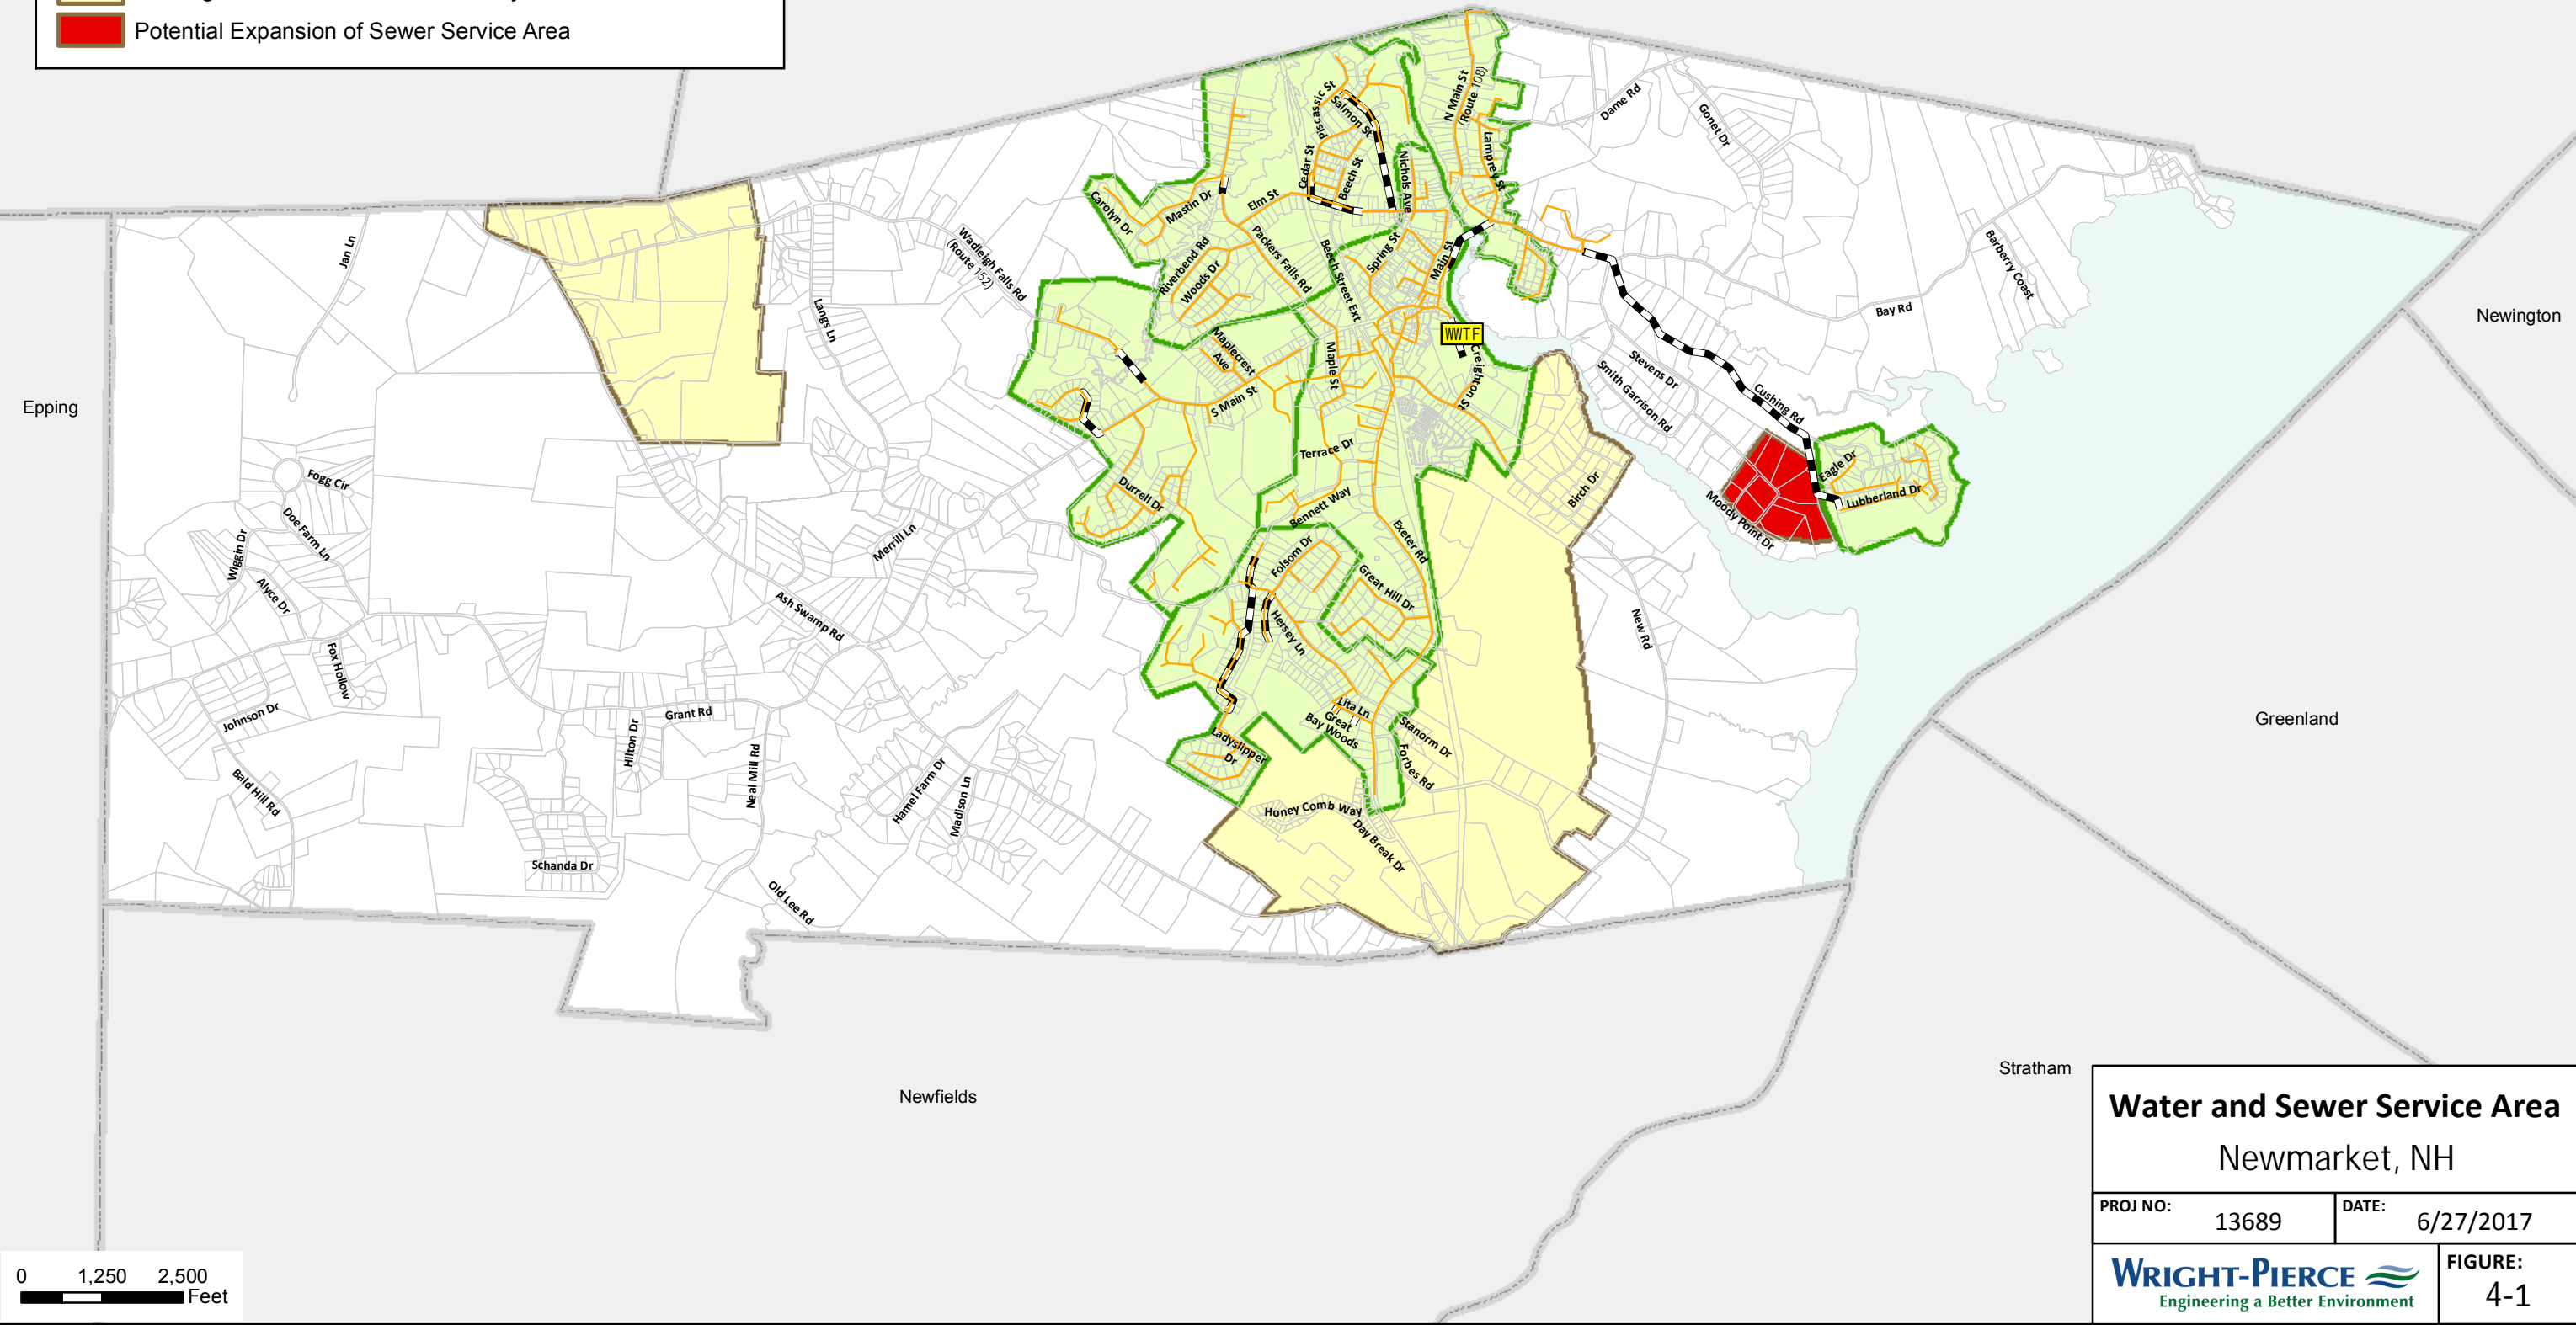 Potential Expansion of Sewer Service Area
Piscassic St
Salmon St
N Main St
(Route 108)
Dame Rd
Gonet Dr
Cedar St
Beech St
Nichols Ave
Lamprey St
Carolyn Dr
Mastin Dr
Elm St
Jan Ln
Wadleigh Falls Rd
(Route 152)
Riverbend Rd
Woods Dr
Packers Falls Rd
Beech Street Ext
Spring St
Main St
Barberry Coast
Bay Rd
Newington
Langs Ln
WWTF
Maplecrest
Ave
Maple St
Creighton St
Stevens Dr
Smith Garrison Rd
Cushing Rd
Epping
S Main St
Terrace Dr
Eagle Dr
Lubberland Dr
Moody Point Dr
Birch Dr
Fogg Cir
Doe Farm Ln
Durrell Dr
Bennett Way
Exeter Rd
Wiggin Dr
Merrill Ln
Folsom Dr
Great Hill Dr
Alyce Dr
Ash Swamp Rd
Hersey Ln
New Rd
Fox Hollow
Johnson Dr
Grant Rd
Hilton Dr
Lita Ln
Great
Bay Woods
Stanorm Dr
Forbes Rd
Greenland
Ladyslipper
Dr
Neal Mill Rd
Bald Hill Rd
Hamel Farm Dr
Madison Ln
Honey Comb Way
Day Break Dr
Schanda Dr
Old Lee Rd
Newfields
Stratham
Water and Sewer Service Area
Newmarket, NH
PROJ NO:
13689
DATE:
6/27/2017
WRIGHT-PIERCE
Engineering a Better Environment
FIGURE:
4-1
0 1,250 2,500
Feet